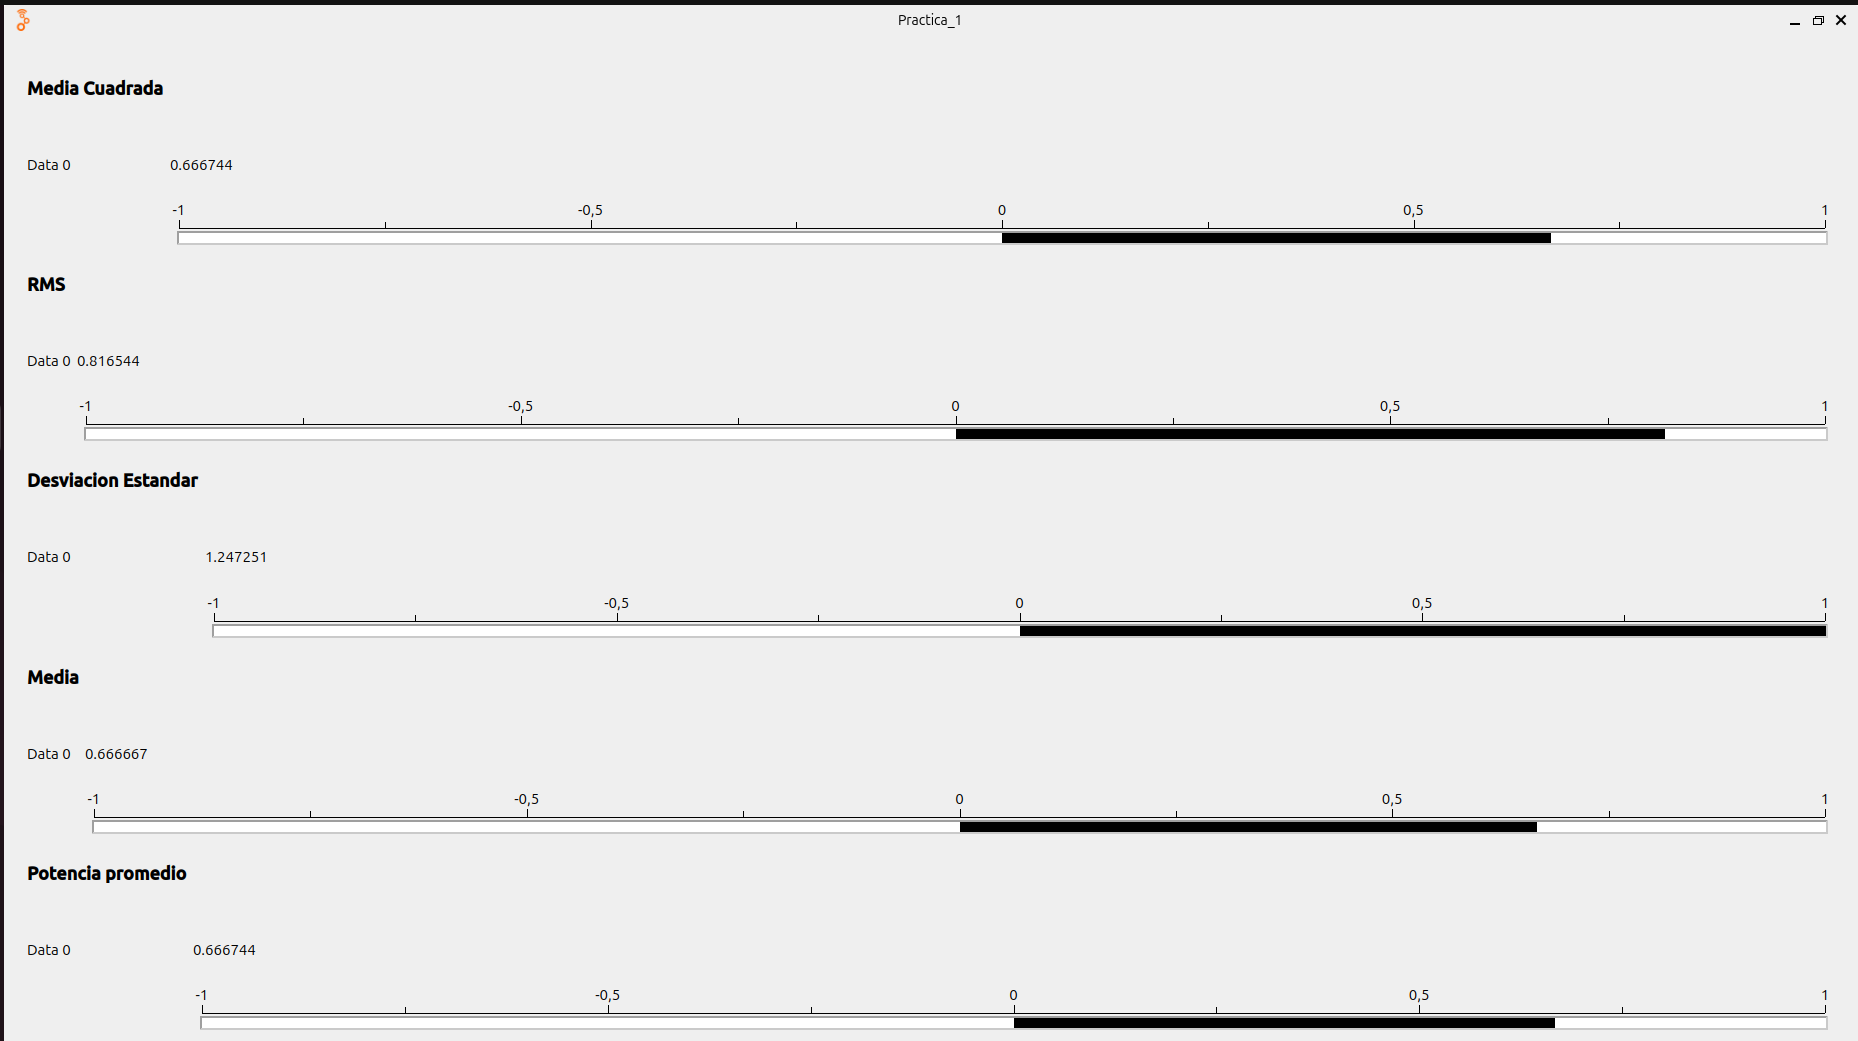 Practica_1
Media Cuadrada
Data 0 0.666744
-1 -0,5 0 0,5 1
RMS
Data 0 0.816544
-1 -0,5 0 0,5 1
Desviacion Estandar
Data 0 1.247251
-1 -0,5 0 0,5 1
Media
Data 0 0.666667
-1 -0,5 0 0,5 1
Potencia promedio
Data 0 0.666744
-1 -0,5 0 0,5 1